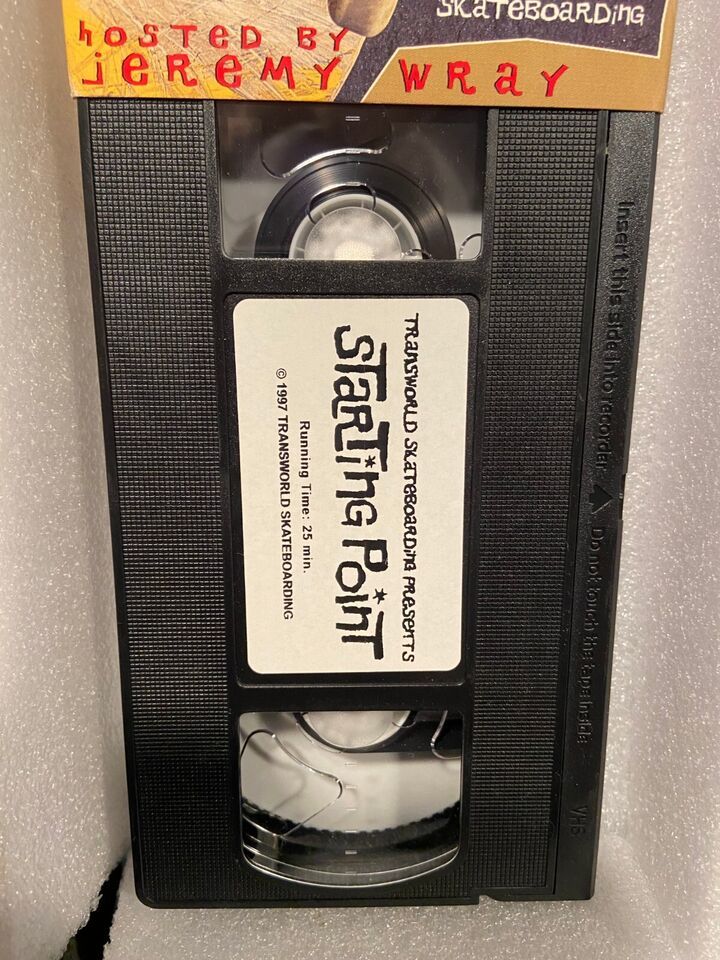 SKATEBOARDING
HOSTED BY
JEREMY WRAY
TRANSWORLD SKATEBOARDING PRESENTS
STARTING POINT
Running Time: 25 min.
© 1997 TRANSWORLD SKATEBOARDING
Insert this side into recorder ▲ Do not touch the tape inside
VHS